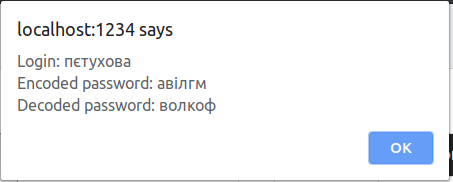 localhost:1234 says
Login: пєтухова
Encoded password: авілгм
Decoded password: волкоф
OK